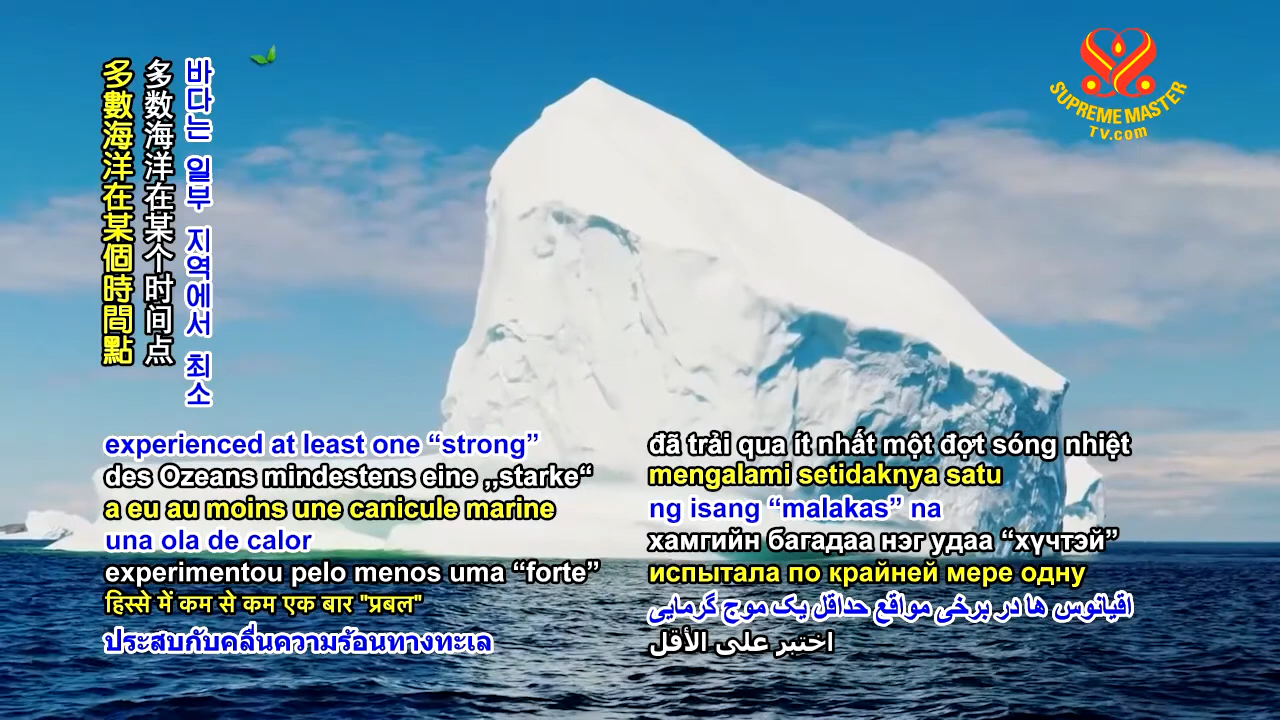 多數海洋在某個時間點
多数海洋在某个时间点
바다는 일부 지역에서 최소
SUPREME MASTER
TV.com
experienced at least one “strong”
des Ozeans mindestens eine „starke“
a eu au moins une canicule marine
una ola de calor
experimentou pelo menos uma “forte”
हिस्से में कम से कम एक बार "प्रबल"
ประสบกับคลื่นความร้อนทางทะเล
đã trải qua ít nhất một đợt sóng nhiệt
mengalami setidaknya satu
ng isang “malakas” na
хамгийн багадаа нэг удаа “хүчтэй”
испытала по крайней мере одну
اقیانوس ها در برخی مواقع حداقل یک موج گرمایی
اختبر على الأقل